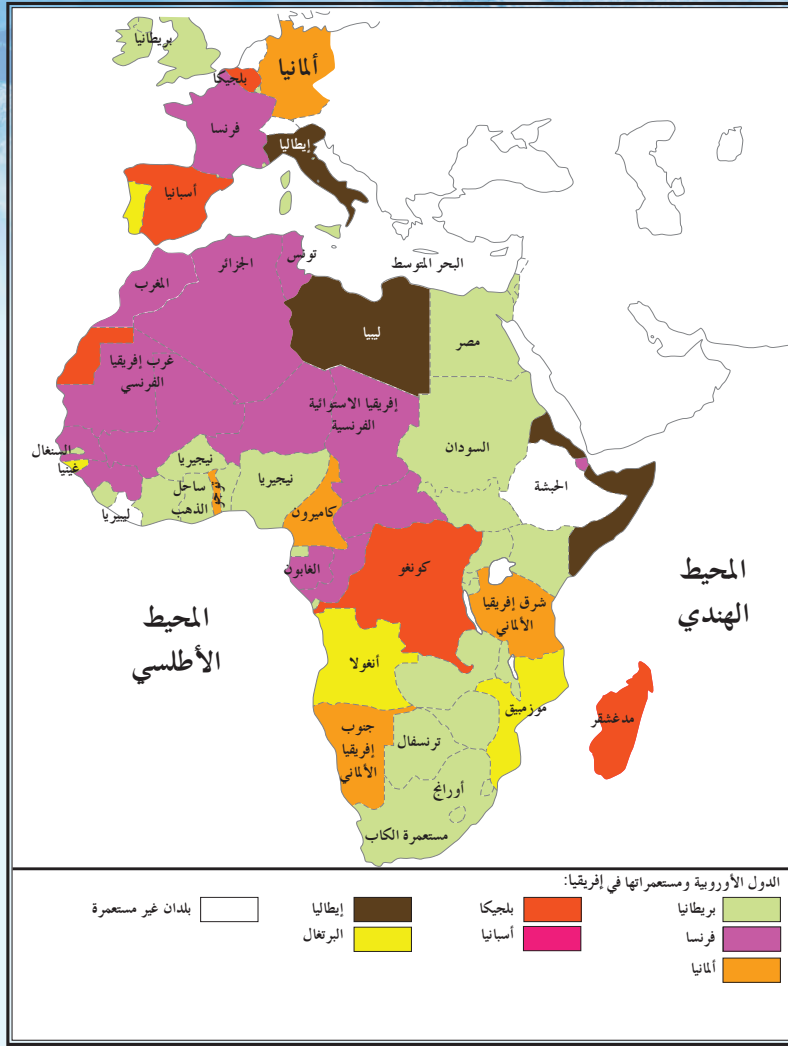 بريطانيا
ألمانيا
بلجيكا
فرنسا
إيطاليا
أسبانيا
البحر المتوسط
تونس
الجزائر
المغرب
ليبيا
مصر
غرب إفريقيا
الفرنسي
إفريقيا الاستوائية
الفرنسية
السودان
السنغال
غينيا
نيجيريا
نيجيريا
الحبشة
ساحل
الذهب
ليبيريا
كاميرون
الغابون
كونغو
شرق إفريقيا
الألماني
المحيط
الهندي
المحيط
الأطلسي
أنغولا
موزمبيق
مدغشقر
جنوب
إفريقيا
الألماني
ترنسفال
أورانج
مستعمرة الكاب
الدول الأوروبية ومستعمراتها في إفريقيا:
بريطانيا
بلجيكا
إيطاليا
بلدان غير مستعمرة
فرنسا
أسبانيا
البرتغال
ألمانيا